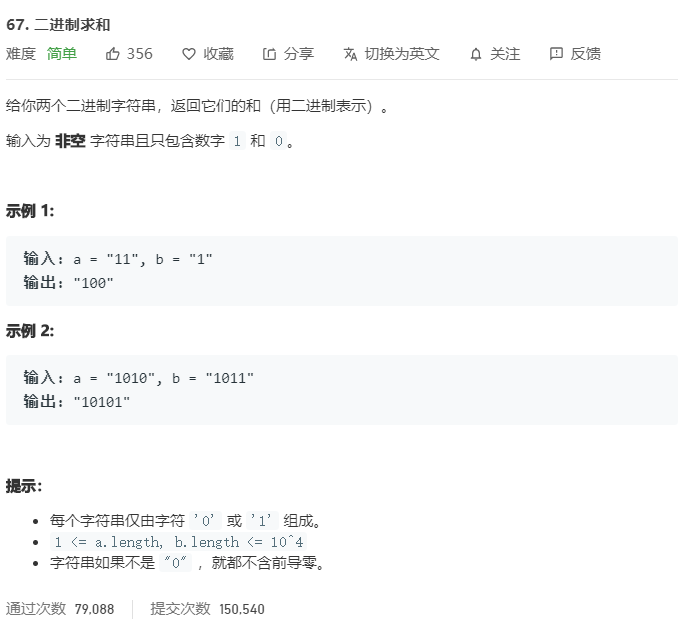 67. 二进制求和
难度 简单 356 收藏 分享 切换为英文 关注 反馈
给你两个二进制字符串，返回它们的和（用二进制表示）。
输入为 非空 字符串且只包含数字 1 和 0。
示例 1:
输入: a = "11", b = "1"
输出: "100"
示例 2:
输入: a = "1010", b = "1011"
输出: "10101"
提示：
每个字符串仅由字符 '0' 或 '1' 组成。
1 <= a.length, b.length <= 10^4
字符串如果不是 "0" ，就都不含前导零。
通过次数 79,088 提交次数 150,540